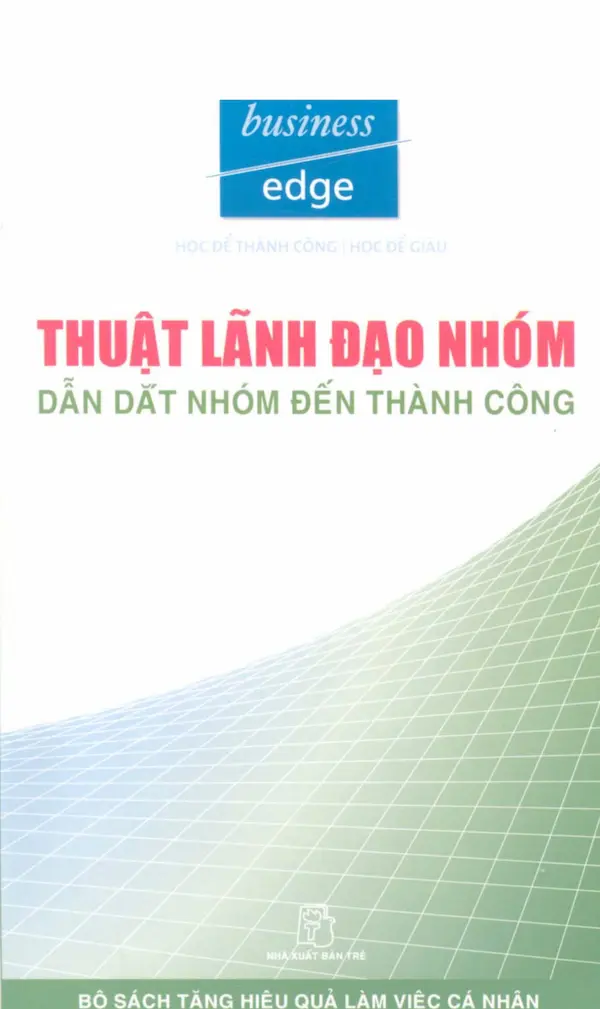 business
edge
HỌC ĐỂ THÀNH CÔNG | HỌC ĐỂ GIÀU
THUẬT LÃNH ĐẠO NHÓM
DẪN DẮT NHÓM ĐẾN THÀNH CÔNG
T
NHÀ XUẤT BẢN TRẺ
BỘ SÁCH TĂNG HIỆU QUẢ LÀM VIỆC CÁ NHÂN